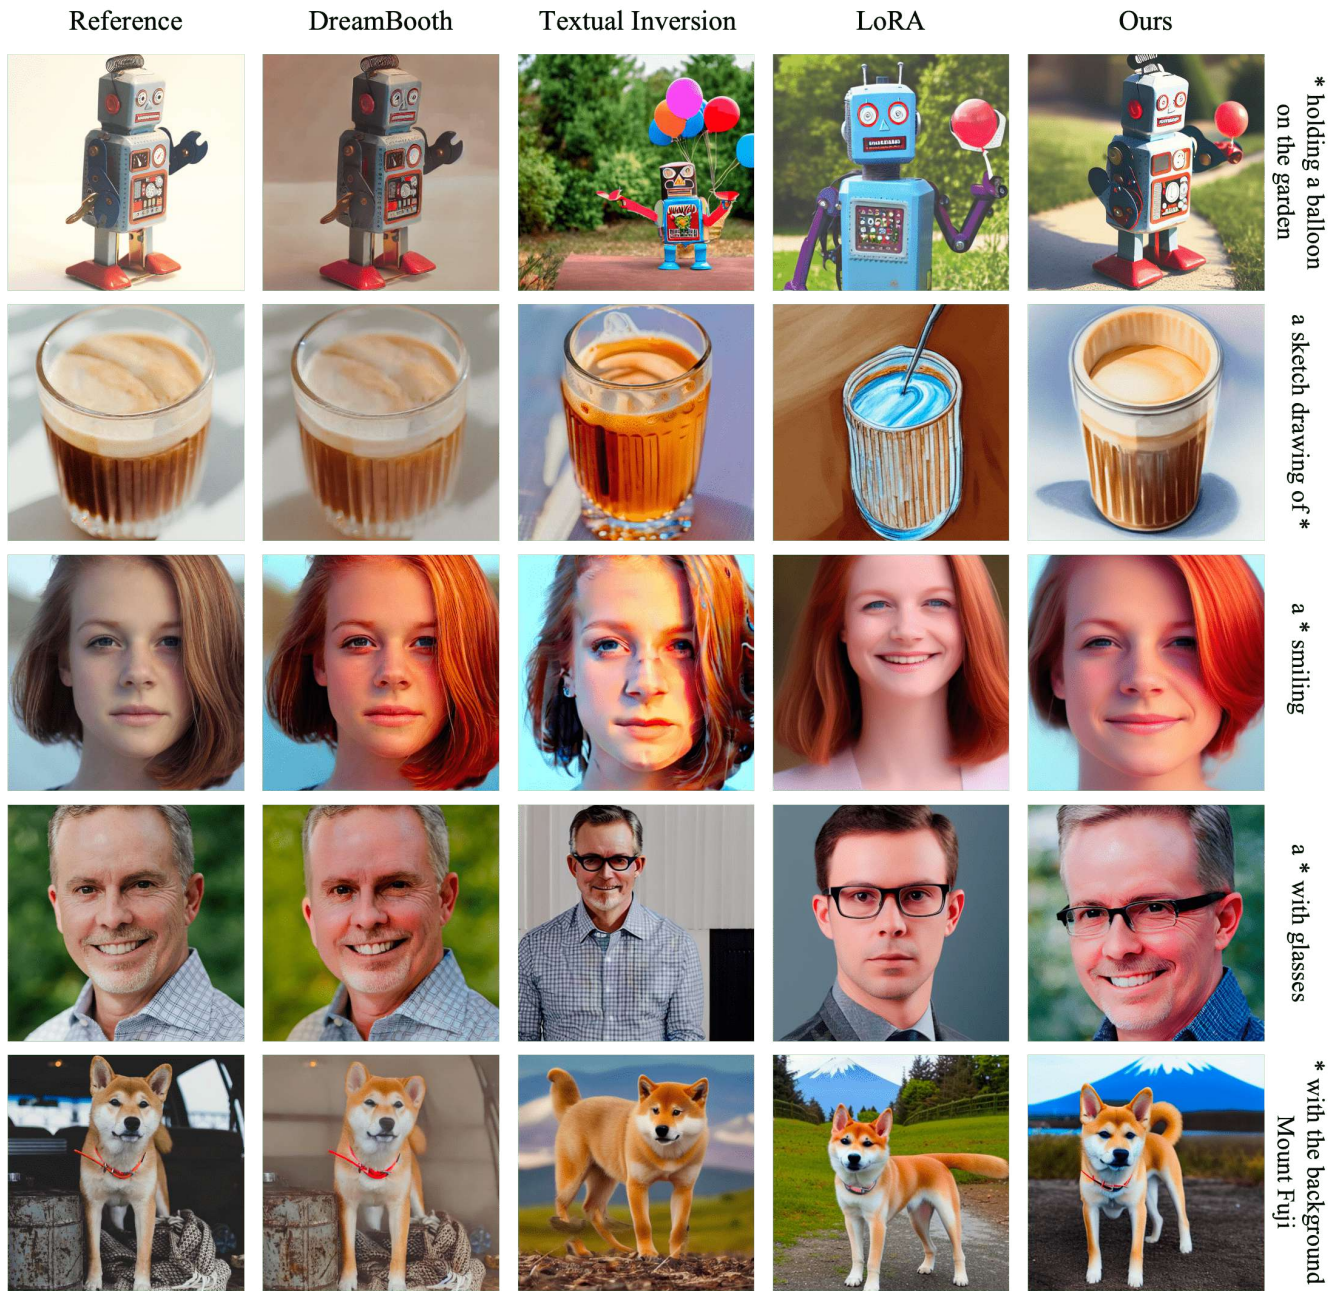 Reference
DreamBooth
Textual Inversion
LoRA
Ours
* holding a balloon
on the garden
a sketch drawing of *
a * smiling
a * with glasses
* with the background
Mount Fuji